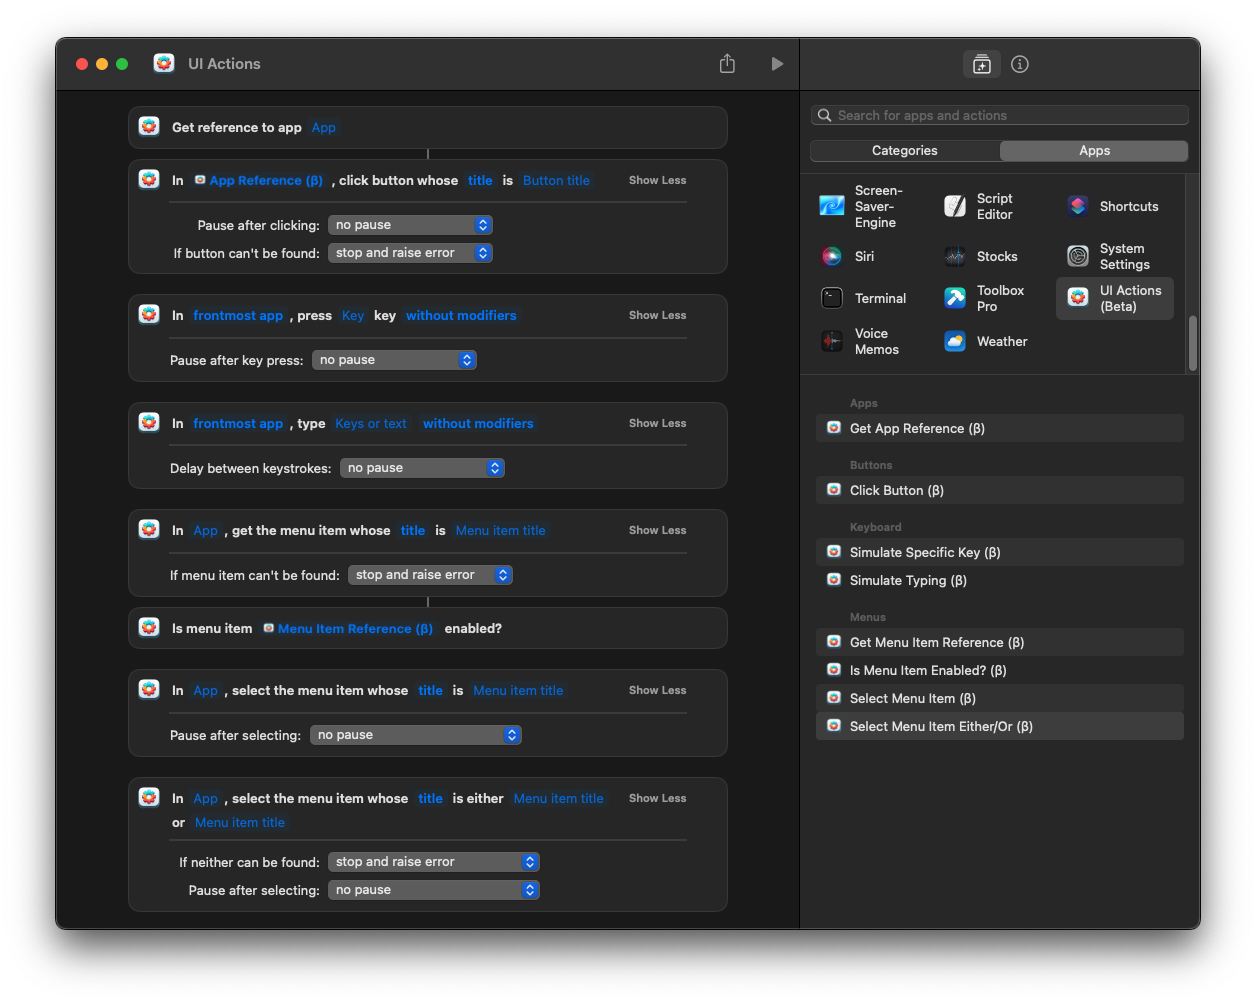 UI Actions
Get reference to app App
In App Reference (β) , click button whose title is Button title Show Less
Pause after clicking: no pause
If button can't be found: stop and raise error
In frontmost app , press Key key without modifiers Show Less
Pause after key press: no pause
In frontmost app , type Keys or text without modifiers Show Less
Delay between keystrokes: no pause
In App , get the menu item whose title is Menu item title Show Less
If menu item can't be found: stop and raise error
Is menu item Menu Item Reference (β) enabled?
In App , select the menu item whose title is Menu item title Show Less
Pause after selecting: no pause
In App , select the menu item whose title is either Menu item title Show Less
or Menu item title
If neither can be found: stop and raise error
Pause after selecting: no pause
Search for apps and actions
Categories Apps
Screen-
Saver-
Engine
Script
Editor
Shortcuts
Siri
Stocks
System
Settings
Terminal
Toolbox
Pro
UI Actions
(Beta)
Voice
Memos
Weather
Apps
Get App Reference (β)
Buttons
Click Button (β)
Keyboard
Simulate Specific Key (β)
Simulate Typing (β)
Menus
Get Menu Item Reference (β)
Is Menu Item Enabled? (β)
Select Menu Item (β)
Select Menu Item Either/Or (β)